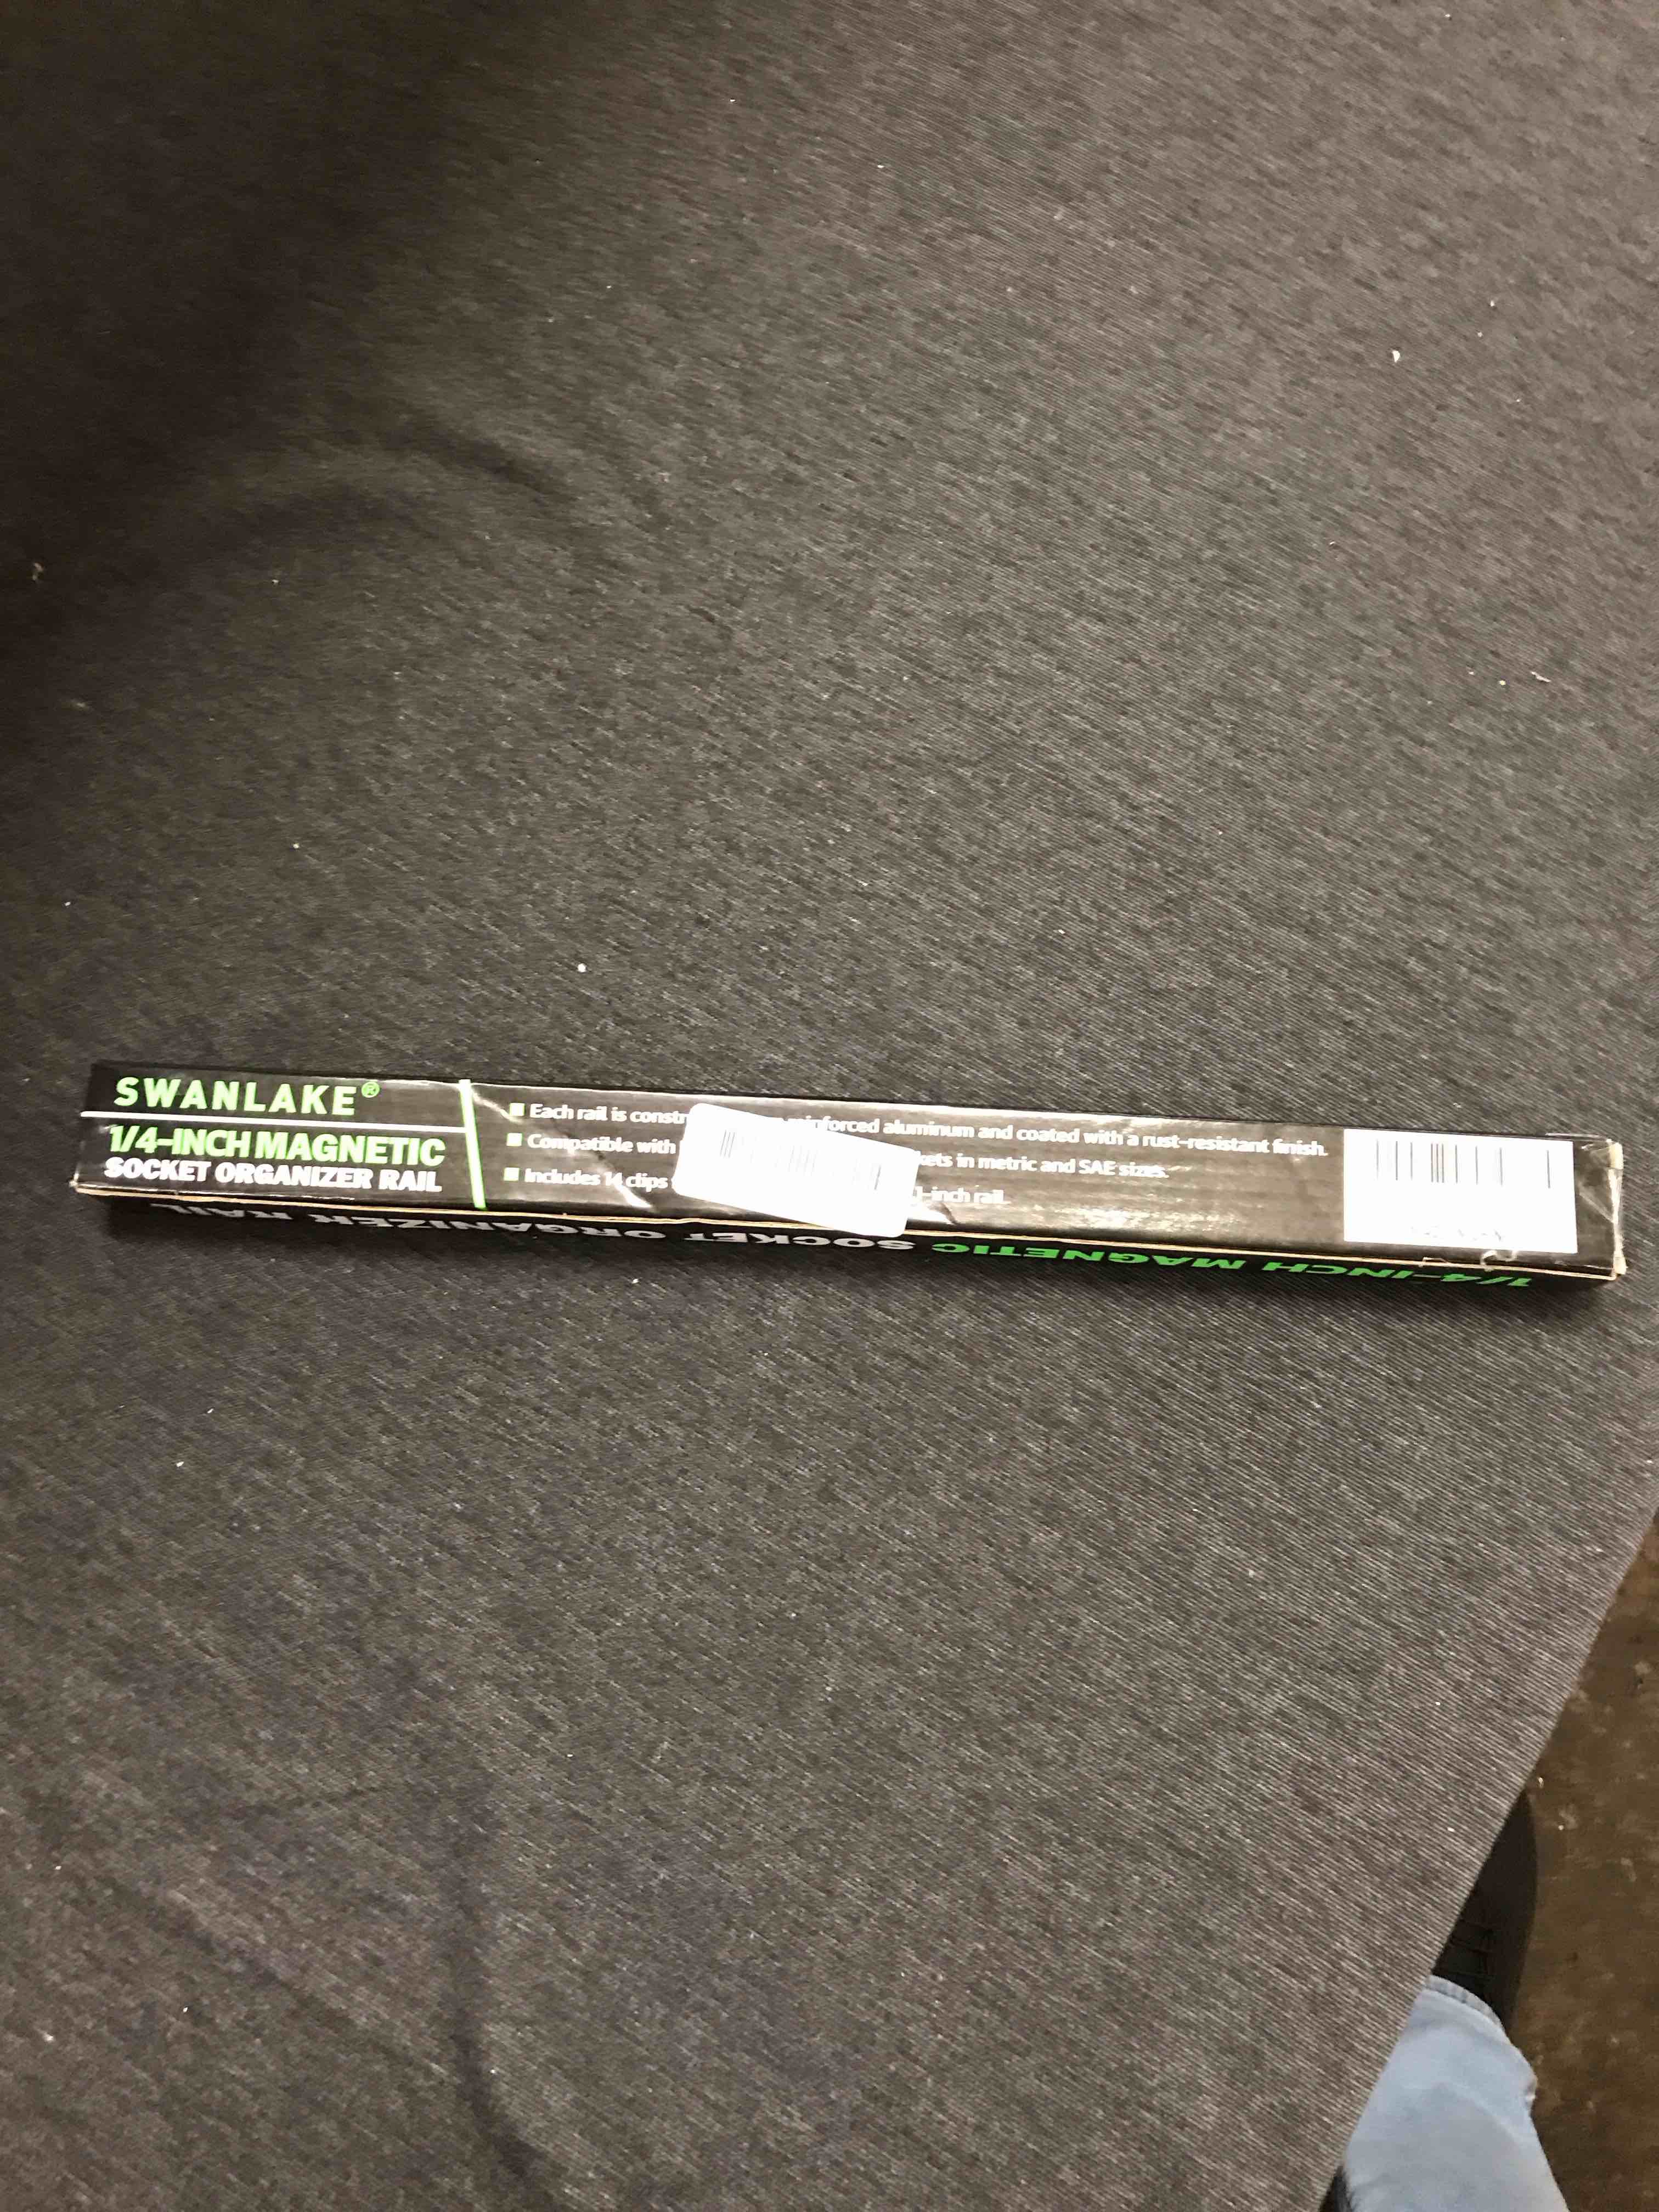 SWANLAKE®
1/4-INCH MAGNETIC
SOCKET ORGANIZER RAIL
Each rail is constr einforced aluminum and coated with a rust-resistant finish.
Compatible with kets in metric and SAE sizes.
Includes 14 clips -inch rail.
1/4-INCH MAGNETIC SOCKET ORGANIZER RAIL